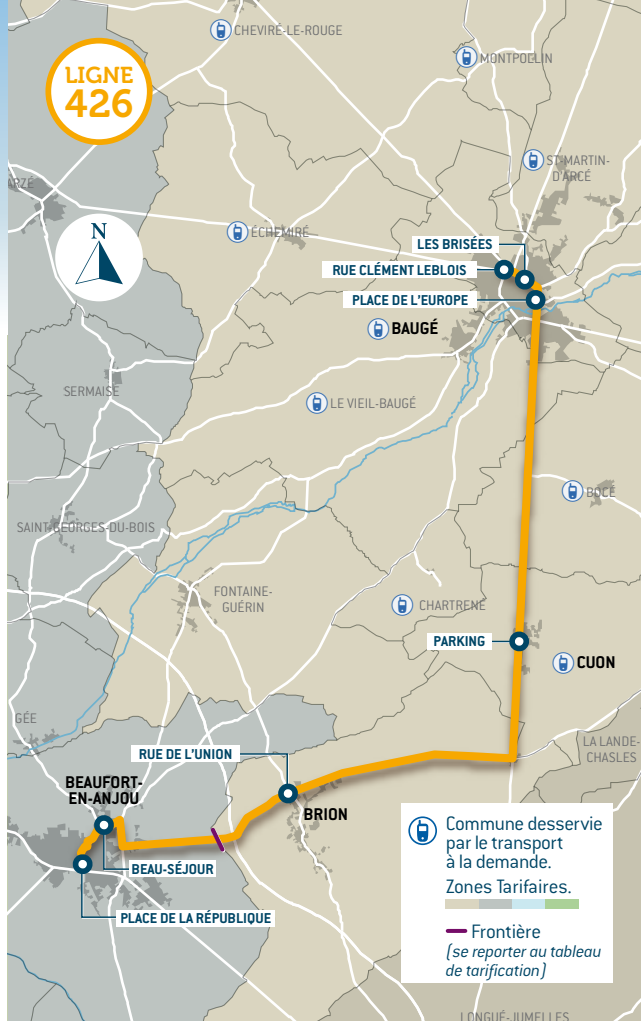 CHEVIRÉ-LE-ROUGE
LIGNE
426
MONTPOLLIN
ST-MARTIN-
D'ARCÉ
ARZÉ
N
ÉCHEMIRÉ
LES BRISÉES
RUE CLÉMENT LEBLOIS
PLACE DE L'EUROPE
BAUGÉ
SERMAISE
LE VIEIL-BAUGÉ
BOCÉ
SAINT-GEORGES-DU-BOIS
FONTAINE-
GUÉRIN
CHARTRENÉ
PARKING
CUON
GÉE
LA LANDE-
CHASLES
RUE DE L'UNION
BEAUFORT-
EN-ANJOU
BRION
BEAU-SÉJOUR
PLACE DE LA RÉPUBLIQUE
Commune desservie
par le transport
à la demande.
Zones Tarifaires.
Frontière
(se reporter au tableau
de tarification)
LONGUÉ-JUMELLES